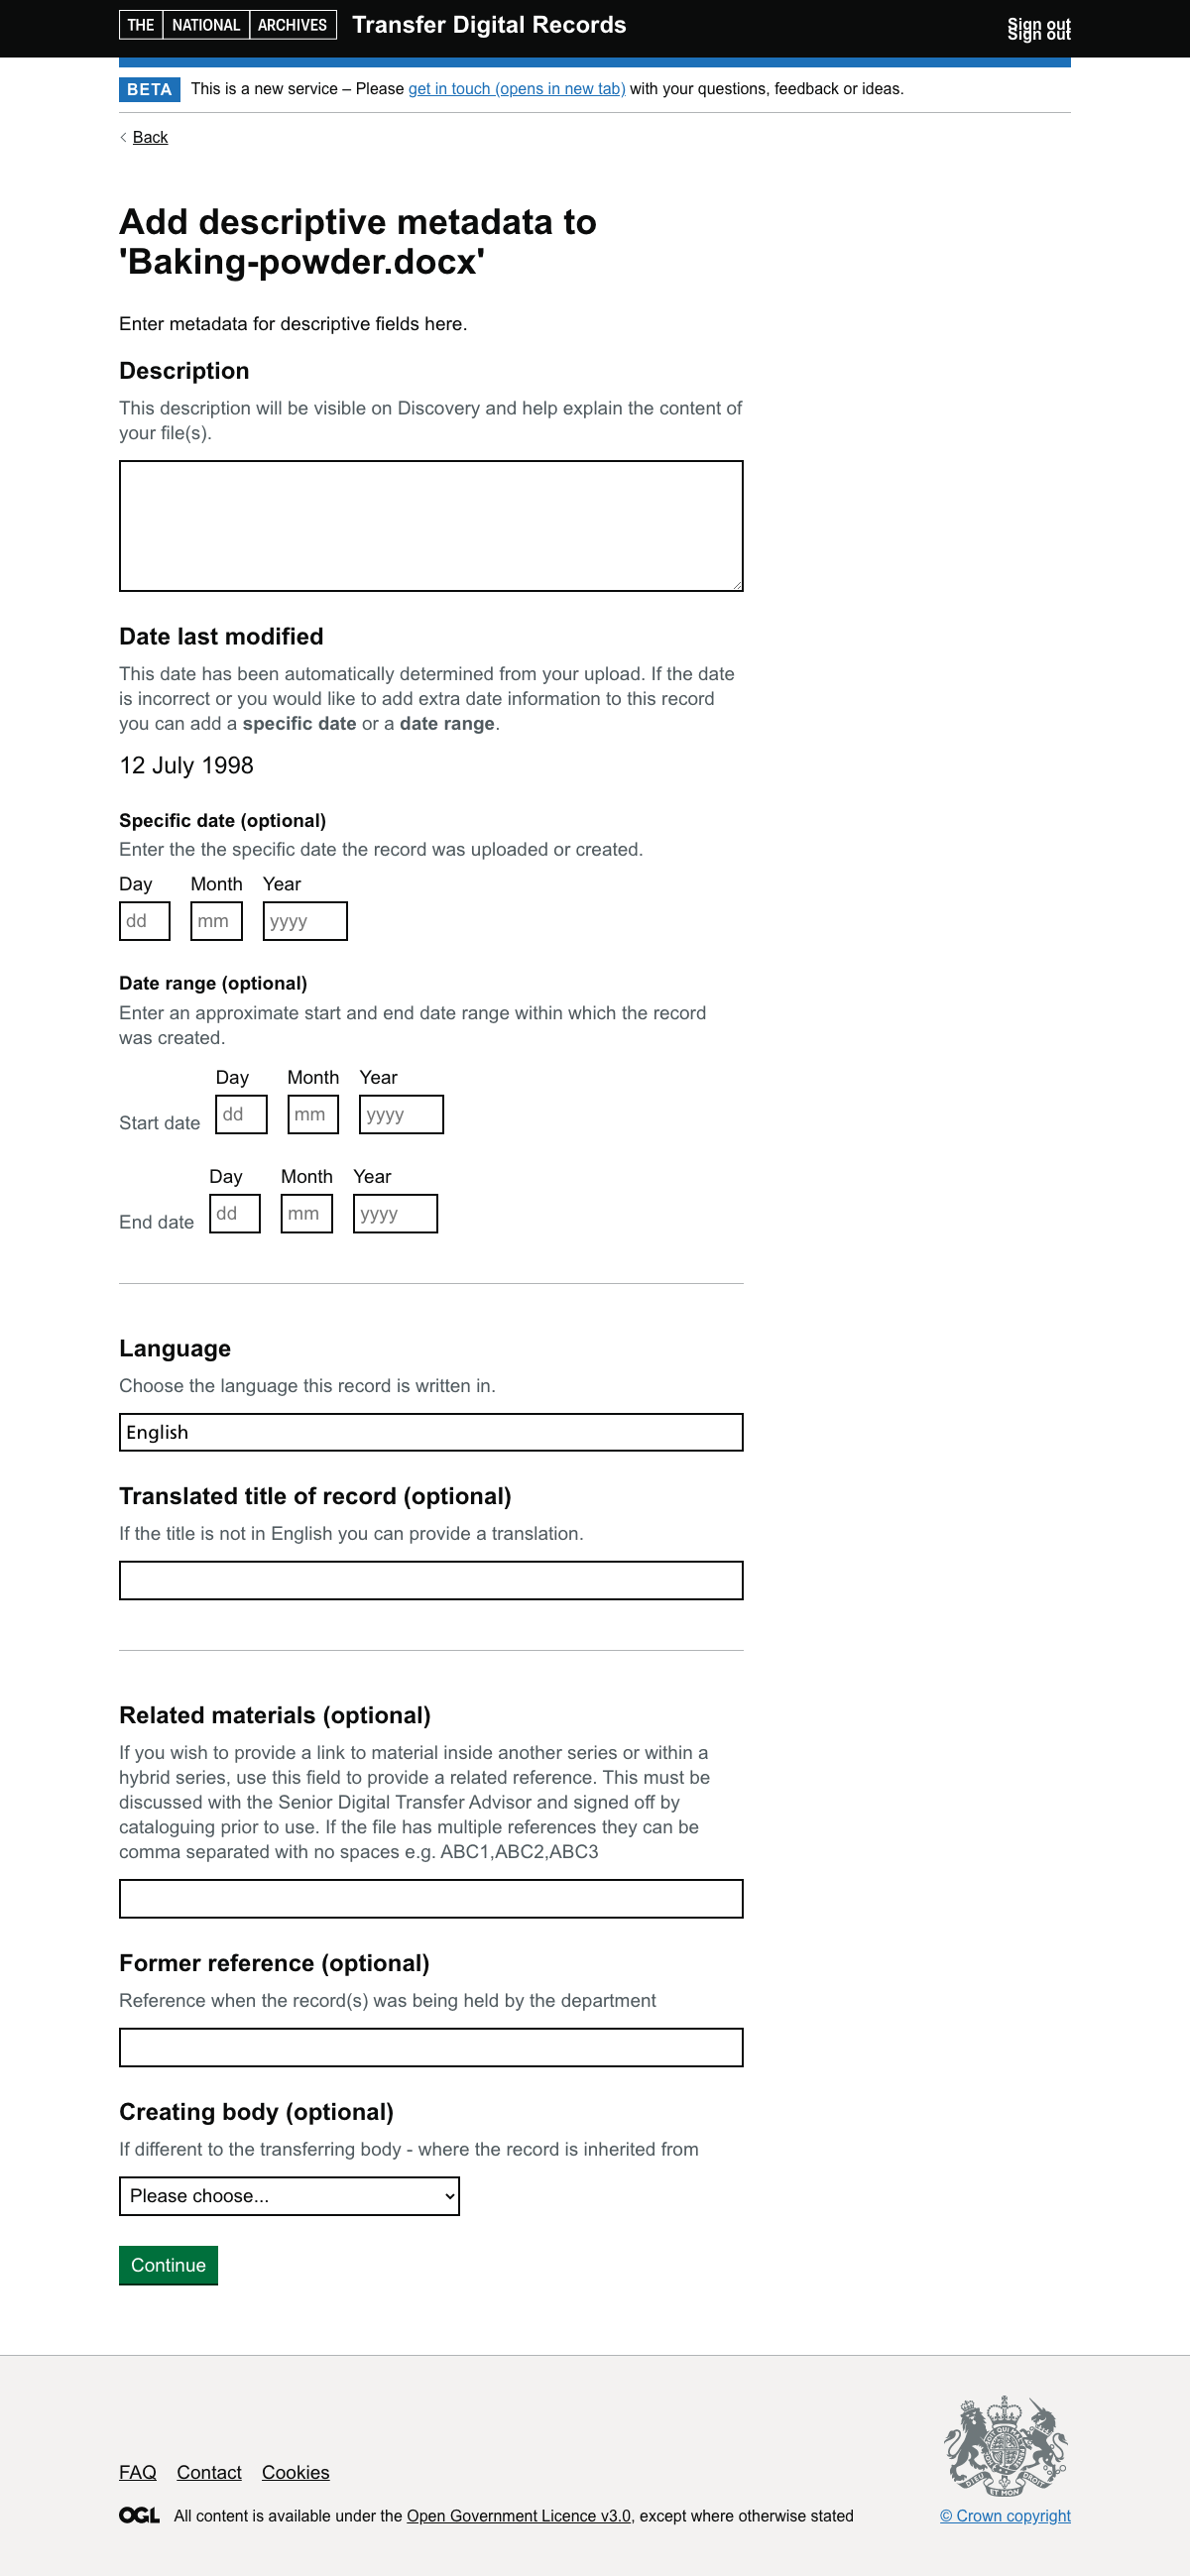 THE NATIONAL ARCHIVES Transfer Digital Records
Sign out
Sign out
BETA This is a new service – Please get in touch (opens in new tab) with your questions, feedback or ideas.
Back
Add descriptive metadata to
'Baking-powder.docx'
Enter metadata for descriptive fields here.
Description
This description will be visible on Discovery and help explain the content of
your file(s).
Date last modified
This date has been automatically determined from your upload. If the date
is incorrect or you would like to add extra date information to this record
you can add a specific date or a date range.
12 July 1998
Specific date (optional)
Enter the the specific date the record was uploaded or created.
Day Month Year
dd mm yyyy
Date range (optional)
Enter an approximate start and end date range within which the record
was created.
Day Month Year
Start date dd mm yyyy
Day Month Year
End date dd mm yyyy
Language
Choose the language this record is written in.
English
Translated title of record (optional)
If the title is not in English you can provide a translation.
Related materials (optional)
If you wish to provide a link to material inside another series or within a
hybrid series, use this field to provide a related reference. This must be
discussed with the Senior Digital Transfer Advisor and signed off by
cataloguing prior to use. If the file has multiple references they can be
comma separated with no spaces e.g. ABC1,ABC2,ABC3
Former reference (optional)
Reference when the record(s) was being held by the department
Creating body (optional)
If different to the transferring body - where the record is inherited from
Please choose...
Continue
FAQ Contact Cookies
DIEU ET MON DROIT
OGL All content is available under the Open Government Licence v3.0, except where otherwise stated
© Crown copyright